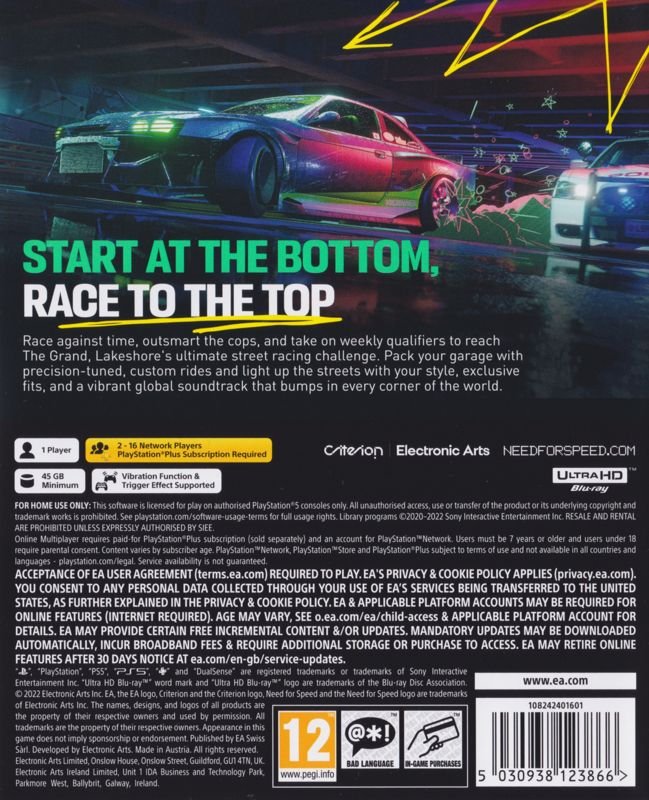 START AT THE BOTTOM,
RACE TO THE TOP
Race against time, outsmart the cops, and take on weekly qualifiers to reach
The Grand, Lakeshore's ultimate street racing challenge. Pack your garage with
precision-tuned, custom rides and light up the streets with your style, exclusive
fits, and a vibrant global soundtrack that bumps in every corner of the world.
1 Player
2 - 16 Network Players
PlayStation®Plus Subscription Required
Criterion
Electronic Arts
NEEDFORSPEED.COM
45 GB
Minimum
Vibration Function &
Trigger Effect Supported
ULTRA HD™
Blu-ray
FOR HOME USE ONLY: This software is licensed for play on authorised PlayStation®5 consoles only. All unauthorised access, use or transfer of the product or its underlying copyright and
trademark works is prohibited. See playstation.com/software-usage-terms for full usage rights. Library programs ©2020-2022 Sony Interactive Entertainment Inc. RESALE AND RENTAL
ARE PROHIBITED UNLESS EXPRESSLY AUTHORISED BY SIEE.
Online Multiplayer requires paid-for PlayStation®Plus subscription (sold separately) and an account for PlayStation™Network. Users must be 7 years or older and users under 18
require parental consent. Content varies by subscriber age. PlayStation™Network, PlayStation™Store and PlayStation®Plus subject to terms of use and not available in all countries and
languages - playstation.com/legal. Service availability is not guaranteed.
ACCEPTANCE OF EA USER AGREEMENT (terms.ea.com) REQUIRED TO PLAY. EA'S PRIVACY & COOKIE POLICY APPLIES (privacy.ea.com).
YOU CONSENT TO ANY PERSONAL DATA COLLECTED THROUGH YOUR USE OF EA'S SERVICES BEING TRANSFERRED TO THE UNITED
STATES, AS FURTHER EXPLAINED IN THE PRIVACY & COOKIE POLICY. EA & APPLICABLE PLATFORM ACCOUNTS MAY BE REQUIRED FOR
ONLINE FEATURES (INTERNET REQUIRED). AGE MAY VARY, SEE o.ea.com/ea/child-access & APPLICABLE PLATFORM ACCOUNT FOR
DETAILS. EA MAY PROVIDE CERTAIN FREE INCREMENTAL CONTENT &/OR UPDATES. MANDATORY UPDATES MAY BE DOWNLOADED
AUTOMATICALLY, INCUR BROADBAND FEES & REQUIRE ADDITIONAL STORAGE OR PURCHASE TO ACCESS. EA MAY RETIRE ONLINE
FEATURES AFTER 30 DAYS NOTICE AT ea.com/en-gb/service-updates.
"PlayStation", "PS5", "PS5", and "DualSense" are registered trademarks or trademarks of Sony Interactive
Entertainment Inc. "Ultra HD Blu-ray™" word mark and "Ultra HD Blu-ray™" logo are trademarks of the Blu-ray Disc Association.
© 2022 Electronic Arts Inc. EA, the EA logo, Criterion and the Criterion logo, Need for Speed and the Need for Speed logo are trademarks
of Electronic Arts Inc. The names, designs, and logos of all products are
the property of their respective owners and used by permission. All
trademarks are the property of their respective owners. Appearance in this
game does not imply sponsorship or endorsement. Published by EA Swiss
Sàrl. Developed by Electronic Arts. Made in Austria. All rights reserved.
Electronic Arts Limited, Onslow House, Onslow Street, Guildford, GU1 4TN, UK.
Electronic Arts Ireland Limited, Unit 1 IDA Business and Technology Park,
Parkmore West, Ballybrit, Galway, Ireland.
12
www.pegi.info
@*!
BAD LANGUAGE
IN-GAME PURCHASES
www.ea.com
108242401601
5 030938 123866 >